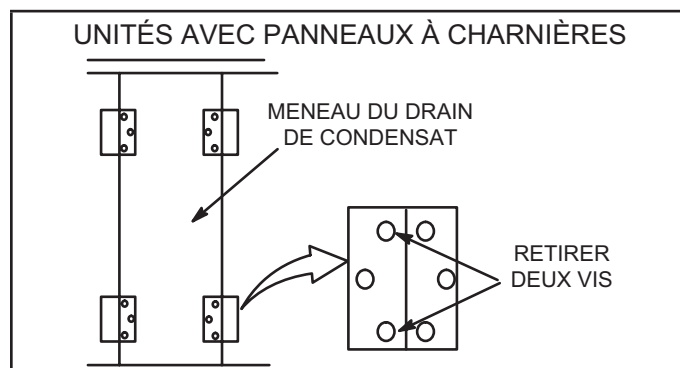 UNITÉS AVEC PANNEAUX À CHARNIÈRES
MENEAU DU DRAIN
DE CONDENSAT
RETIRER
DEUX VIS